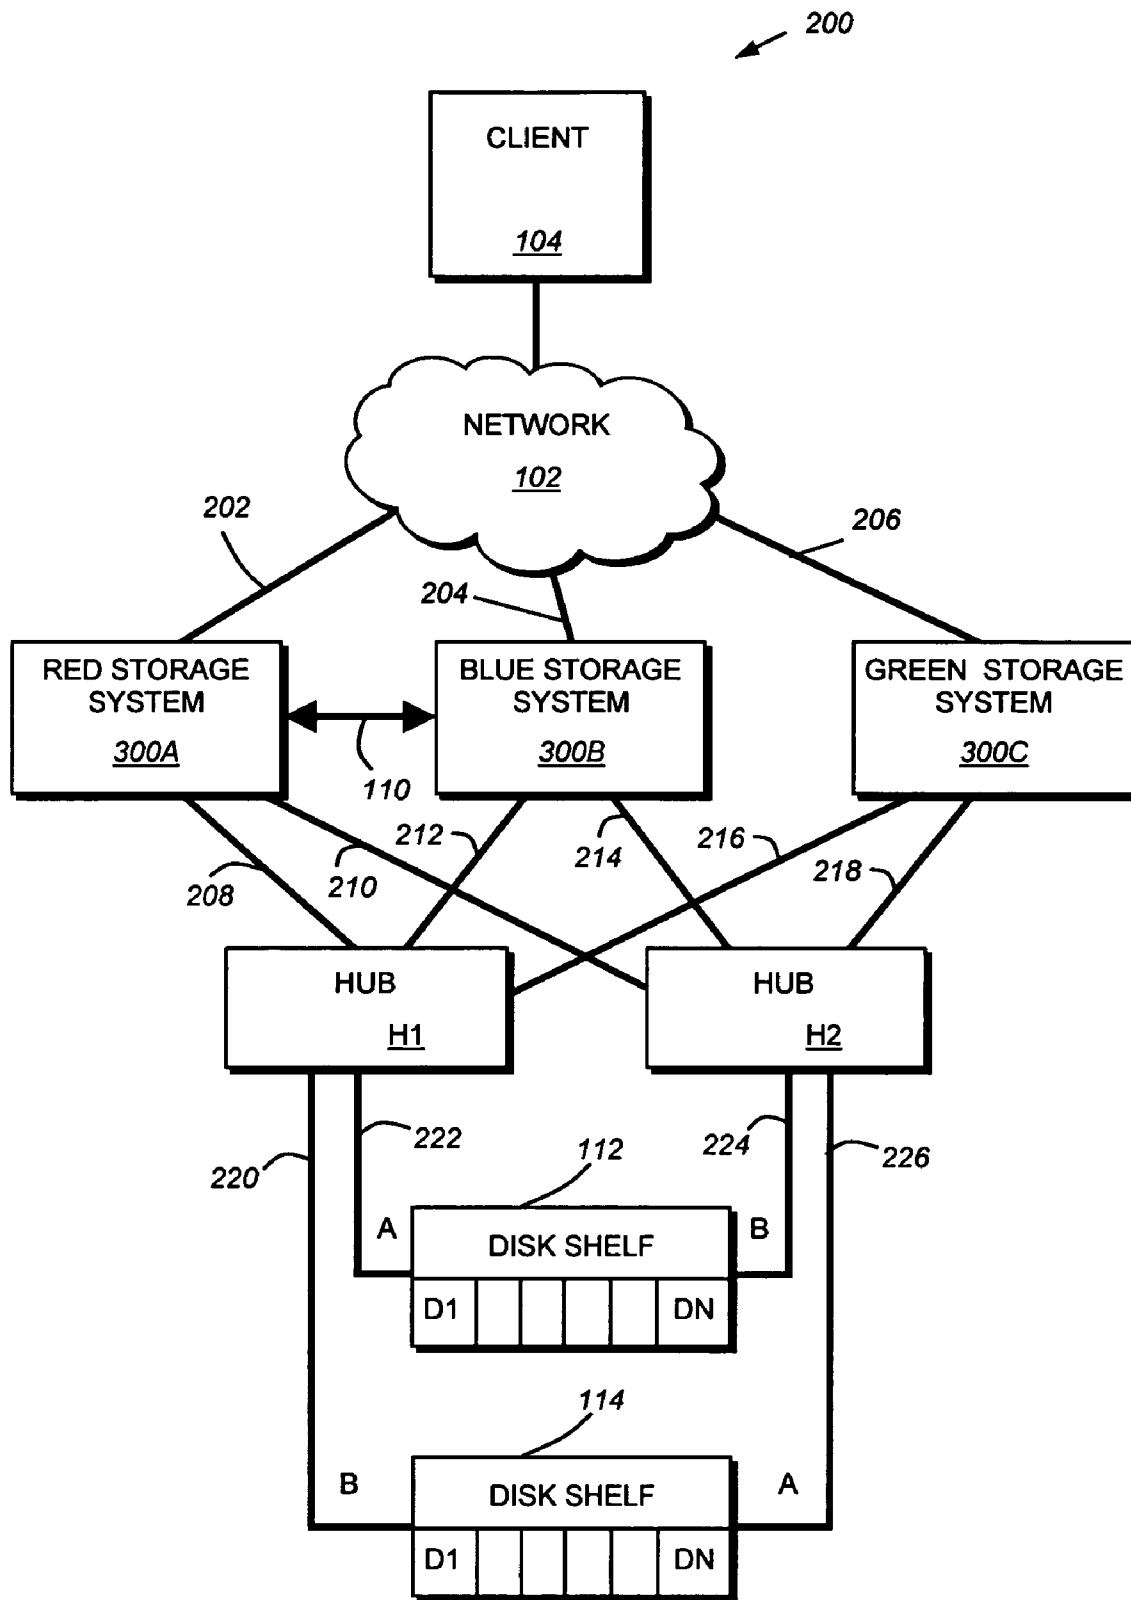 200
CLIENT
104
NETWORK
102
202
206
204
RED STORAGE
SYSTEM
300A
110
BLUE STORAGE
SYSTEM
300B
GREEN STORAGE
SYSTEM
300C
208
210
212
214
216
218
HUB
H1
HUB
H2
220
222
224
226
112
A
DISK SHELF
B
D1
DN
114
B
DISK SHELF
A
D1
DN